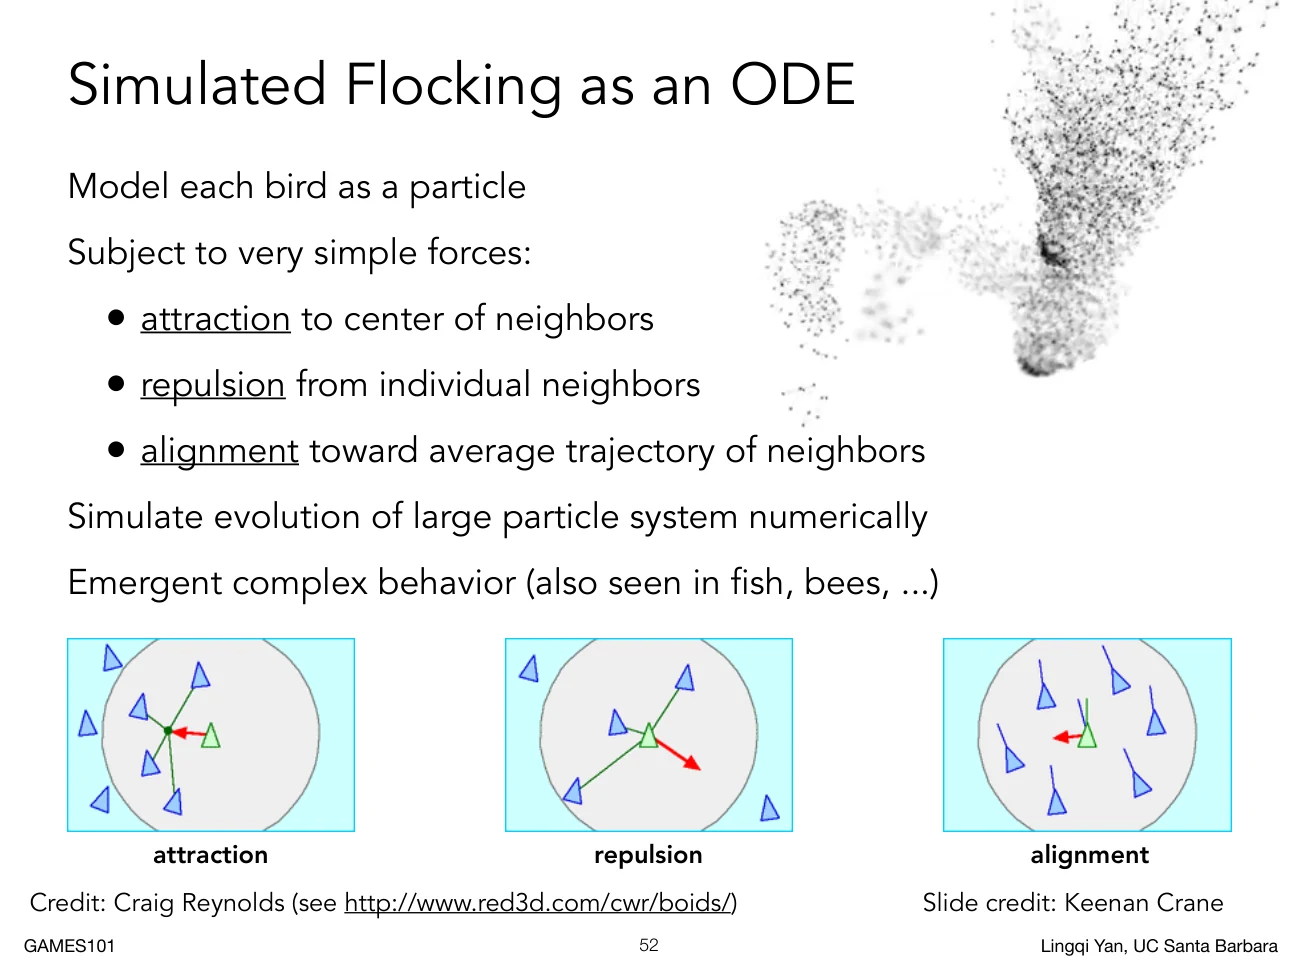 Simulated Flocking as an ODE
Model each bird as a particle
Subject to very simple forces:
• attraction to center of neighbors
• repulsion from individual neighbors
• alignment toward average trajectory of neighbors
Simulate evolution of large particle system numerically
Emergent complex behavior (also seen in fish, bees, ...)
attraction
repulsion
alignment
Credit: Craig Reynolds (see http://www.red3d.com/cwr/boids/)
Slide credit: Keenan Crane
GAMES101
52
Lingqi Yan, UC Santa Barbara